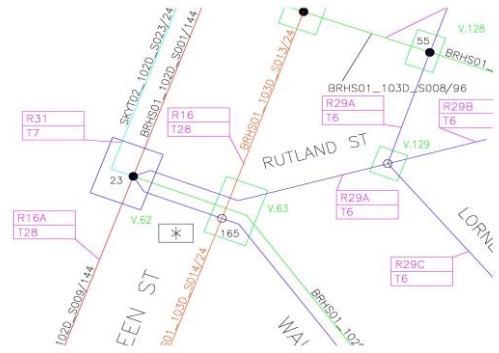 V.128
55
BRHS01_
SKYT02_102D_S023/24
BRHS01_102D_S001/144
BRHS01_103D_S013/24
BRHS01_103D_S008/96
R31
T7
R16
T28
R29A
T6
R29B
T6
RUTLAND ST
V.129
23
R29A
T6
R16A
T28
V.62
V.63
*
165
LORNE
R29C
T6
102D_S009/144
EEN ST
S01_103D_S014/24
WA
BRHS01_102